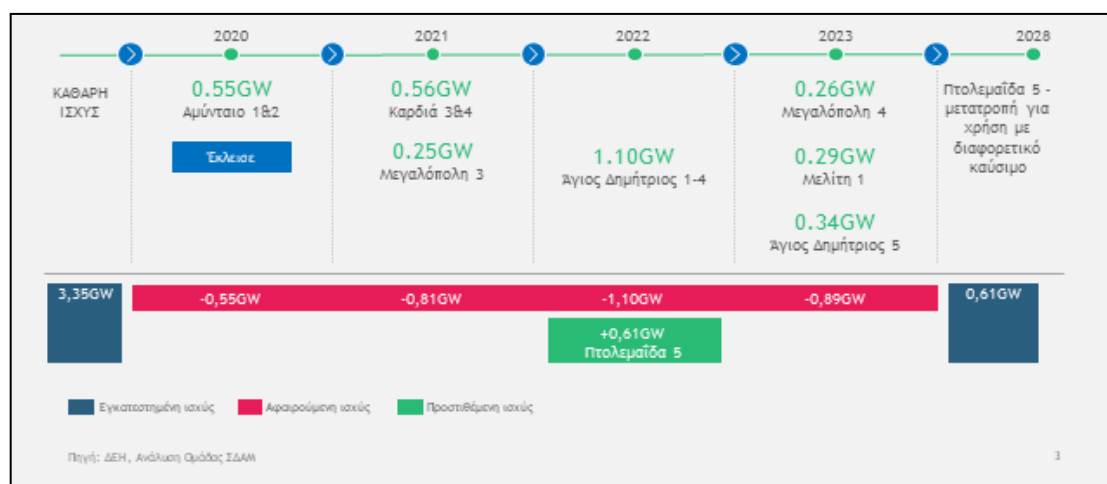 2020 2021 2022 2023 2028
ΚΑΘΑΡΗ
ΙΣΧΥΣ
0.55GW
Αμύνταιο 1&2
Έκλεισε
0.56GW
Καρδιά 3&4
0.25GW
Μεγαλόπολη 3
1.10GW
Άγιος Δημήτριος 1-4
0.26GW
Μεγαλόπολη 4
0.29GW
Μελίτη 1
0.34GW
Άγιος Δημήτριος 5
Πτολεμαΐδα 5 -
μετατροπή για
χρήση με
διαφορετικό
καύσιμο
3,35GW -0,55GW -0,81GW -1,10GW -0,89GW 0,61GW
+0,61GW
Πτολεμαΐδα 5
Εγκατεστημένη ισχύς Αφαιρούμενη ισχύς Προστιθέμενη ισχύς
Πηγή: ΔΕΗ, Ανάλυση Ομάδας ΣΔΑΜ 3